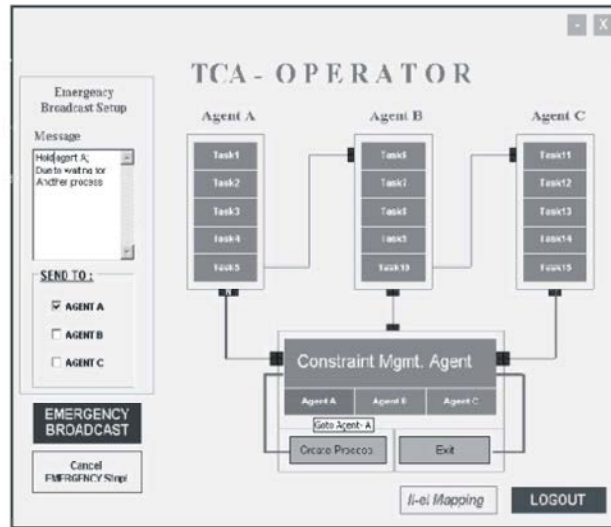 - X
TCA - OPERATOR
Emergency
Broadcast Setup
Message
Hold agent A;
Due to waiting for
Another process
SEND TO :
AGENT A
AGENT B
AGENT C
EMERGENCY
BROADCAST
Cancel
EMERGENCY Stop!
Agent A
Task1
Task2
Task3
Task4
Task5
Agent B
Task6
Task7
Task8
Task9
Task10
Agent C
Task11
Task12
Task13
Task14
Task15
Constraint Mgmt. Agent
Agent A
Agent B
Agent C
Goto Agent- A
Create Process
Exit
Mapping
LOGOUT